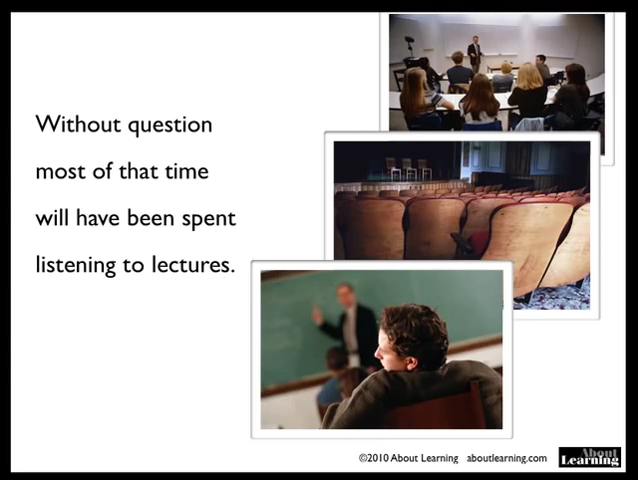 Without question
most of that time
will have been spent
listening to lectures.
©2010 About Learning aboutlearning.com
About
Learning